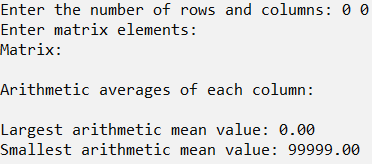 Enter the number of rows and columns: 0 0
Enter matrix elements:
Matrix:
Arithmetic averages of each column:
Largest arithmetic mean value: 0.00
Smallest arithmetic mean value: 99999.00